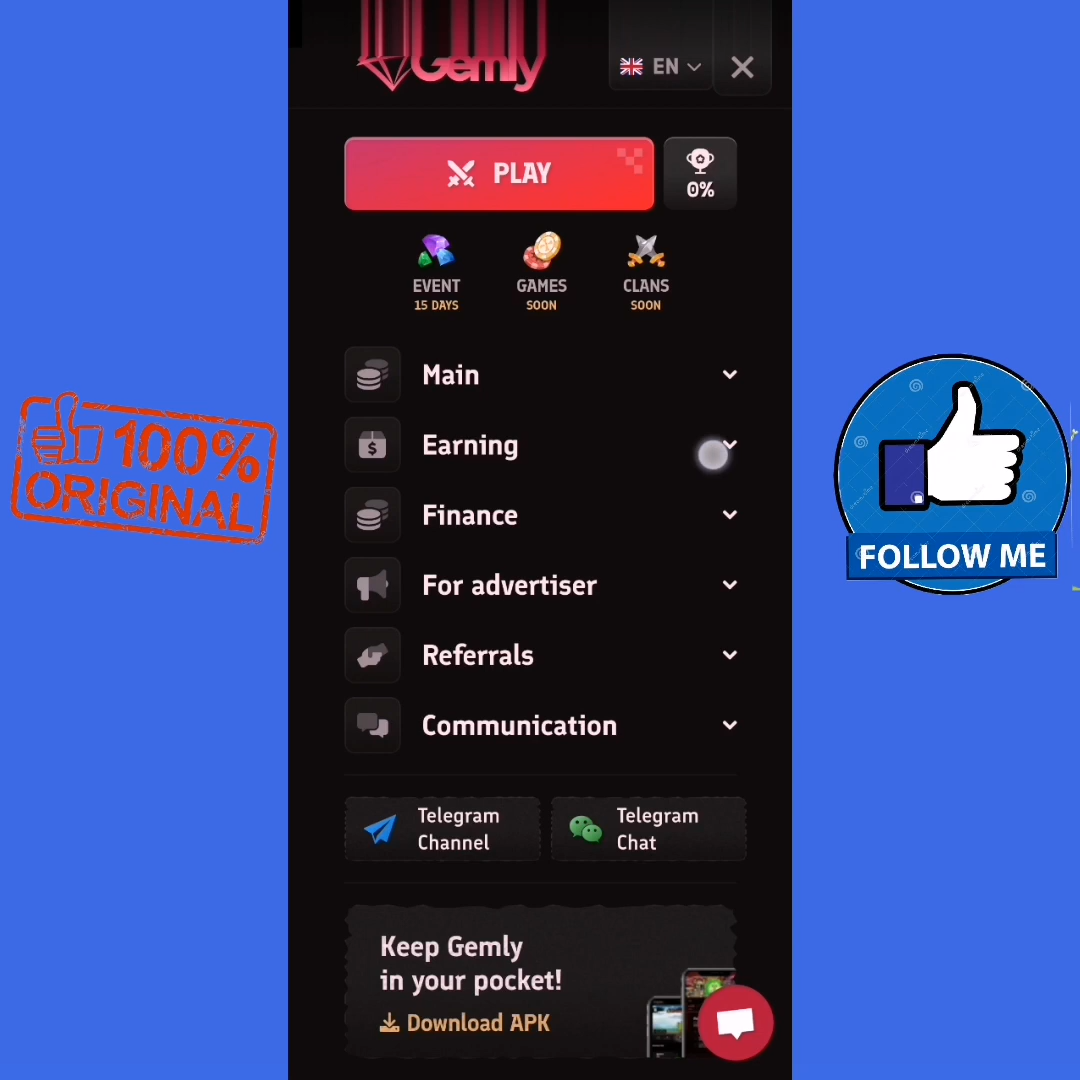 Gemly
EN
PLAY
0%
EVENT
15 DAYS
GAMES
SOON
CLANS
SOON
Main
Earning
Finance
For advertiser
Referrals
Communication
Telegram
Channel
Telegram
Chat
Keep Gemly
in your pocket!
Download APK
100%
ORIGINAL
FOLLOW ME